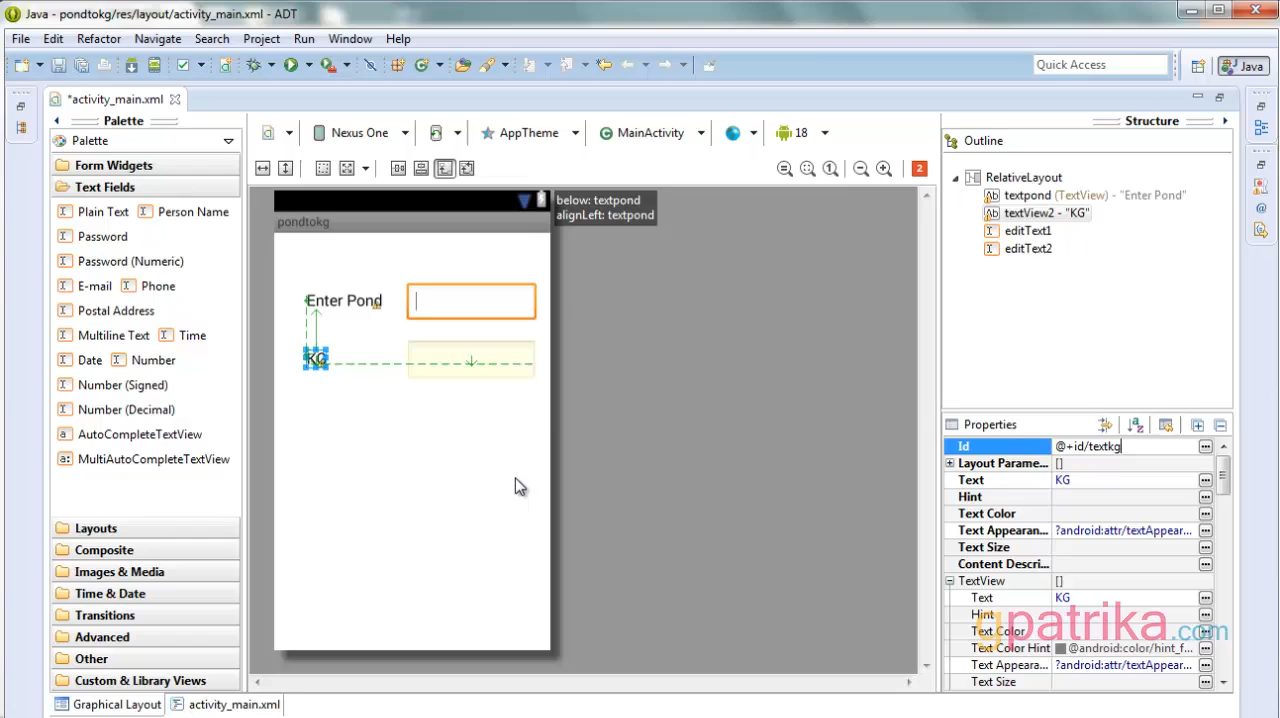 Java - pondtokg/res/layout/activity_main.xml - ADT
File Edit Refactor Navigate Search Project Run Window Help
Quick Access
Java
*activity_main.xml
Palette
Palette
Form Widgets
Text Fields
Plain Text Person Name
Password
Password (Numeric)
E-mail Phone
Postal Address
Multiline Text Time
Date Number
Number (Signed)
Number (Decimal)
AutoCompleteTextView
MultiAutoCompleteTextView
Layouts
Composite
Images & Media
Time & Date
Transitions
Advanced
Other
Custom & Library Views
Graphical Layout activity_main.xml
Nexus One AppTheme MainActivity 18
2
below: textpond
alignLeft: textpond
pondtokg
Enter Pond
KG
Structure
Outline
RelativeLayout
textpond (TextView) - "Enter Pond"
textView2 - "KG"
editText1
editText2
Properties
Id @+id/textkg
Layout Parame... []
Text KG
Hint
Text Color
Text Appearan... ?android:attr/textAppear...
Text Size
Content Descri...
TextView []
Text KG
Hint
Text Color
Text Color Hint @android:color/hint_f...
Text Appeara... ?android:attr/textAppear...
Text Size
gpatrika.com